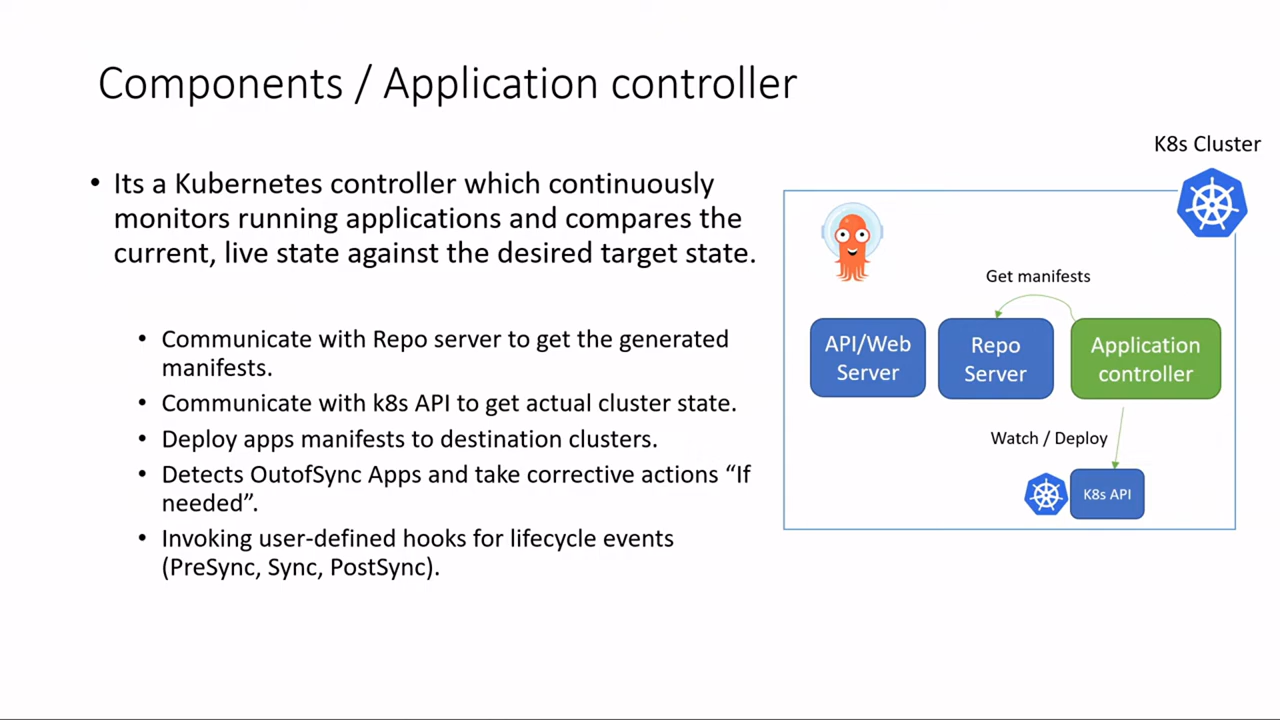 Components / Application controller
K8s Cluster
• Its a Kubernetes controller which continuously
monitors running applications and compares the
current, live state against the desired target state.
• Communicate with Repo server to get the generated
manifests.
• Communicate with k8s API to get actual cluster state.
• Deploy apps manifests to destination clusters.
• Detects OutofSync Apps and take corrective actions “If
needed”.
• Invoking user-defined hooks for lifecycle events
(PreSync, Sync, PostSync).
Get manifests
API/Web
Server
Repo
Server
Application
controller
Watch / Deploy
K8s API